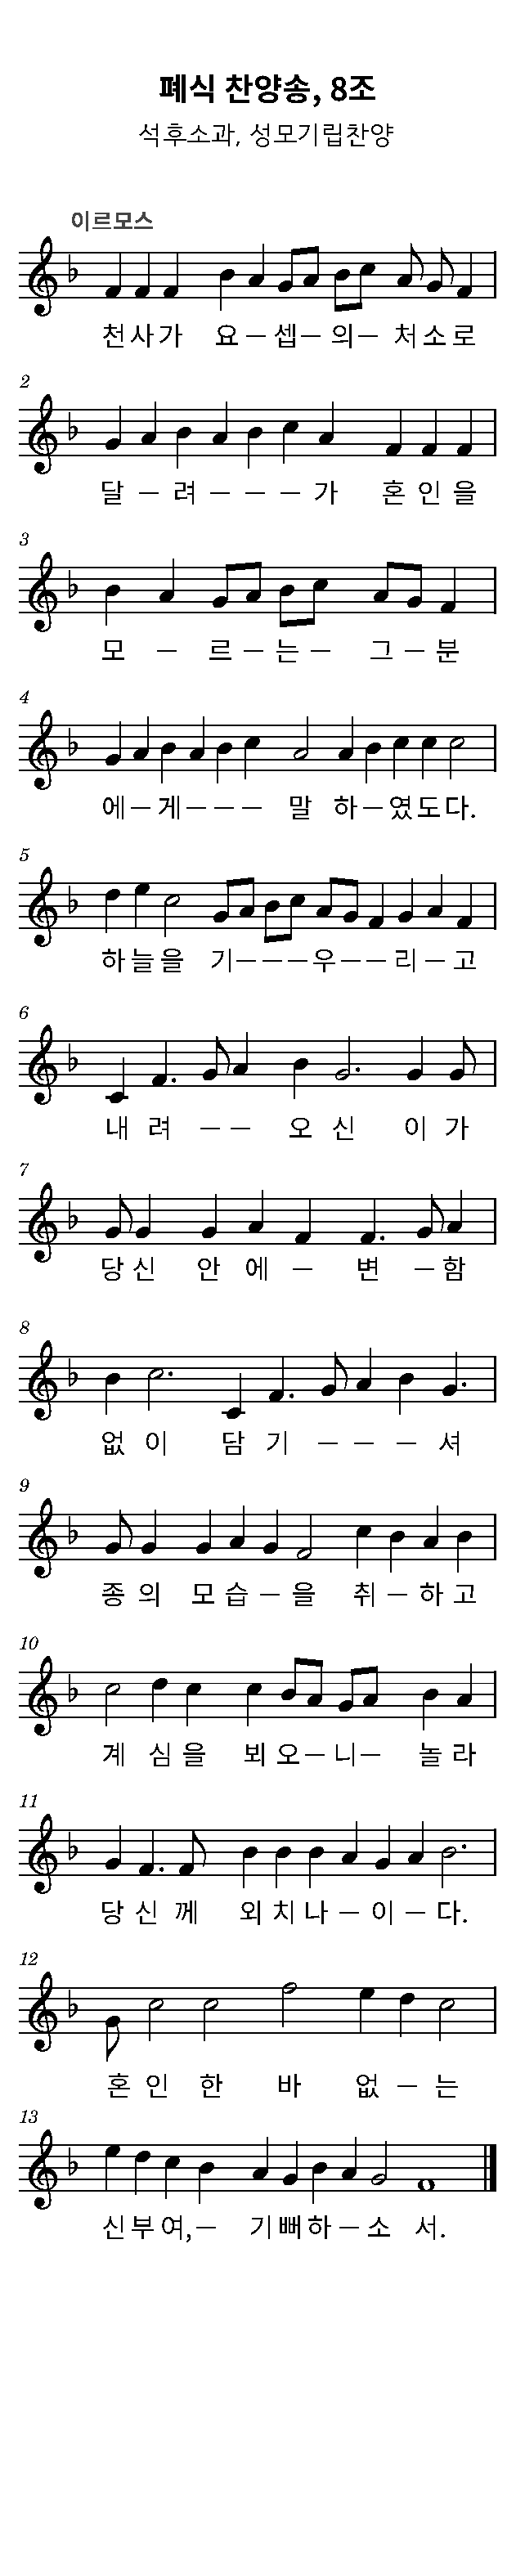 폐식 찬양송, 8조
석후소과, 성모기립찬양
이르모스
천 사 가 요 – 셉 – 의 – 처 소 로
2
달 – 려 – – – 가 혼 인 을
3
모 – 르 – 는 – 그 – 분
4
에 – 게 – – – 말 하 – 였 도 다.
5
하 늘 을 기 – – – 우 – – 리 – 고
6
내 려 – – 오 신 이 가
7
당 신 안 에 – 변 – 함
8
없 이 담 기 – – – 셔
9
종 의 모 습 – 을 취 – 하 고
10
계 심 을 뵈 오 – 니 – 놀 라
11
당 신 께 외 치 나 – 이 – 다.
12
혼 인 한 바 없 – 는
13
신 부 여, – 기 뻐 하 – 소 서.